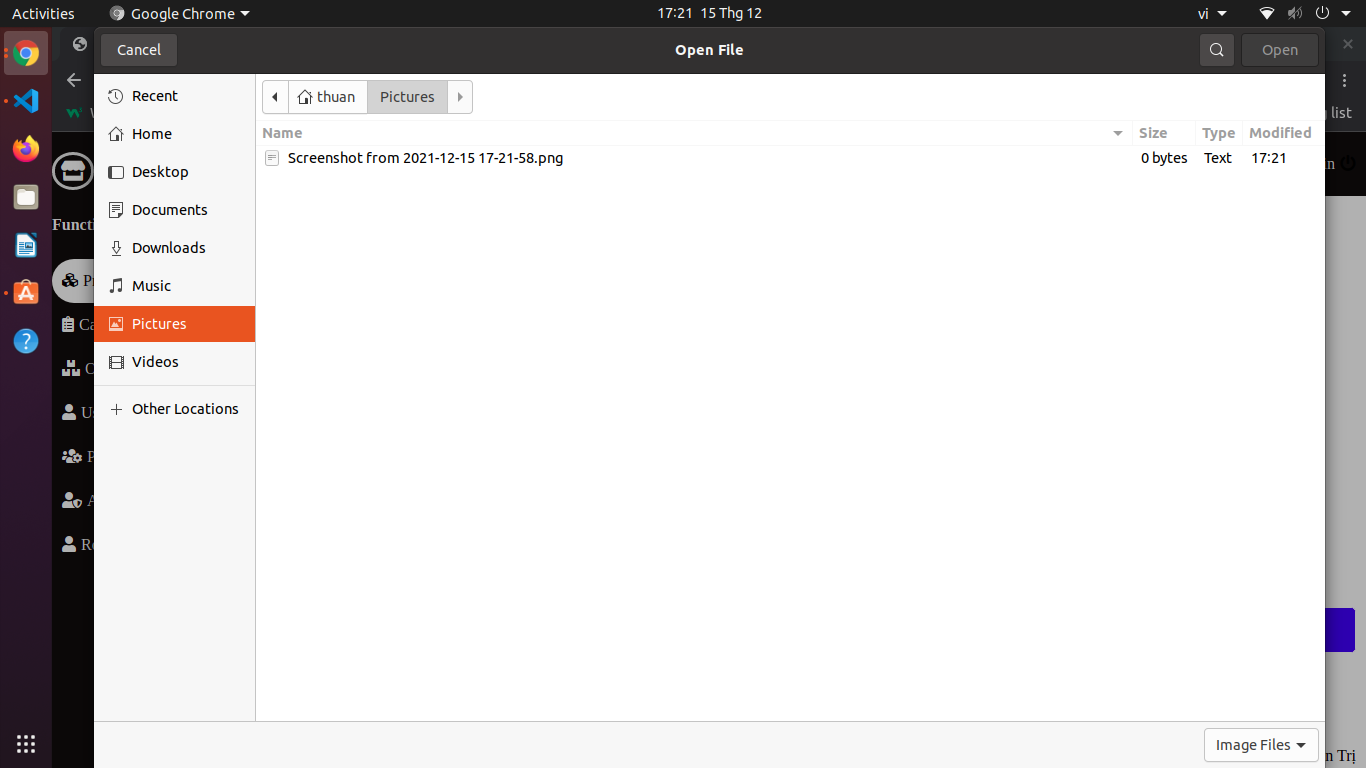 Activities Google Chrome 17:21 15 Thg 12 vi
Cancel Open File Open
Recent
Home
Desktop
Documents
Downloads
Music
Pictures
Videos
Other Locations
thuan Pictures
Name Size Type Modified
Screenshot from 2021-12-15 17-21-58.png 0 bytes Text 17:21
Image Files
list
Functi
Trị